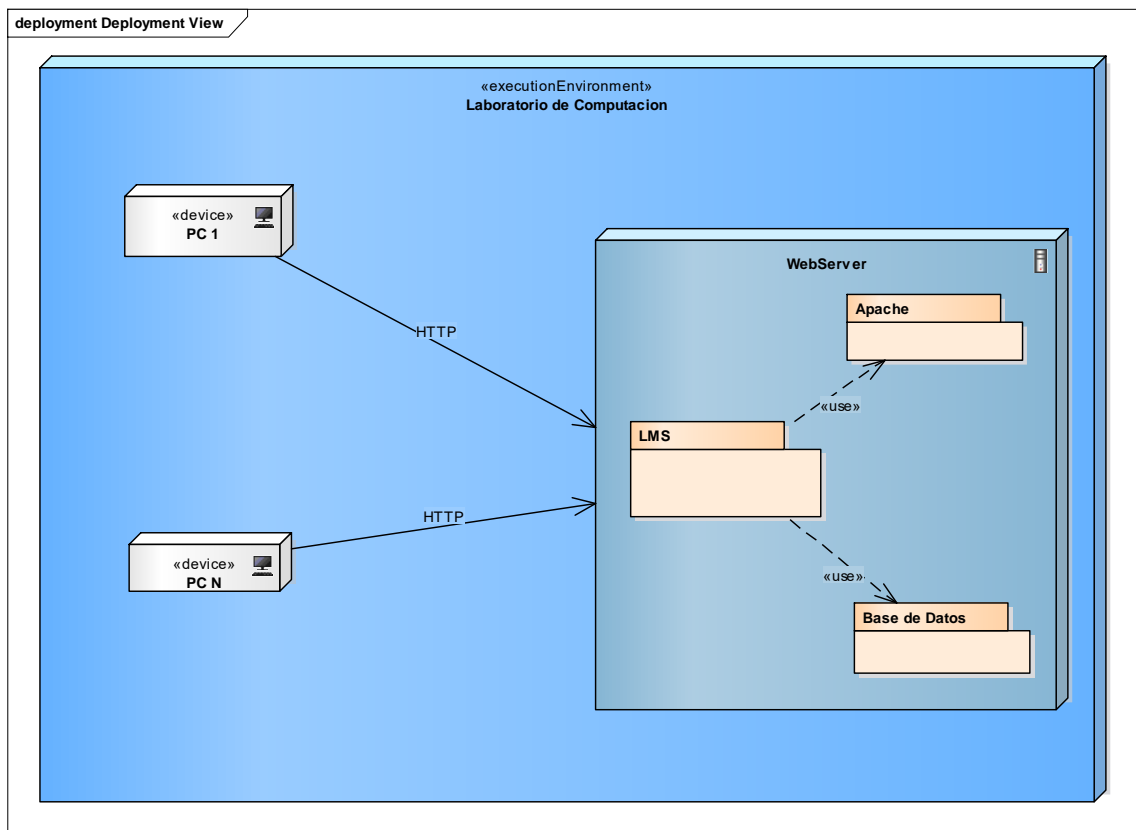 deployment Deployment View
«executionEnvironment»
Laboratorio de Computacion
«device»
PC 1
WebServer
Apache
HTTP
«use»
LMS
HTTP
«device»
PC N
«use»
Base de Datos